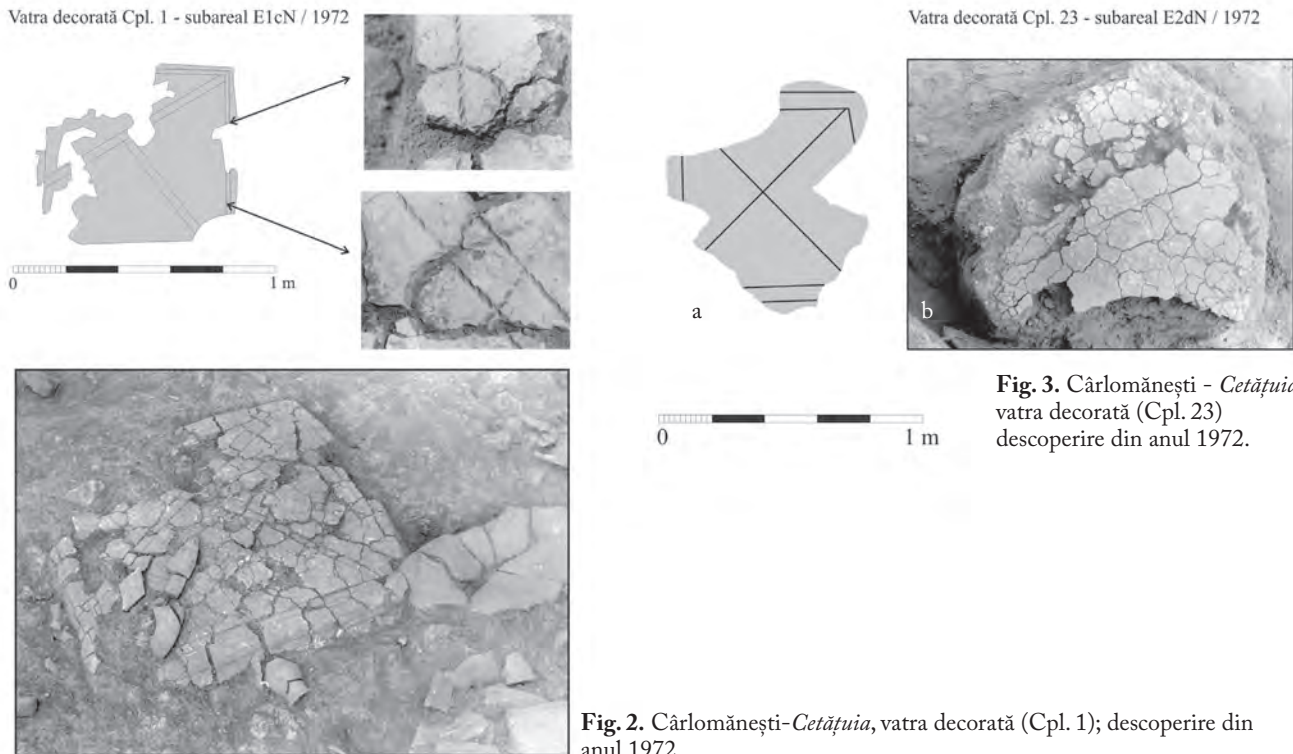 Vatra decorată Cpl. 1 - subareal E1cN / 1972
0 1 m
Vatra decorată Cpl. 23 - subareal E2dN / 1972
a
b
0 1 m
Fig. 3. Cârlomănești - Cetățuia
vatra decorată (Cpl. 23)
descoperire din anul 1972.
Fig. 2. Cârlomănești-Cetățuia, vatra decorată (Cpl. 1); descoperire din
anul 1972